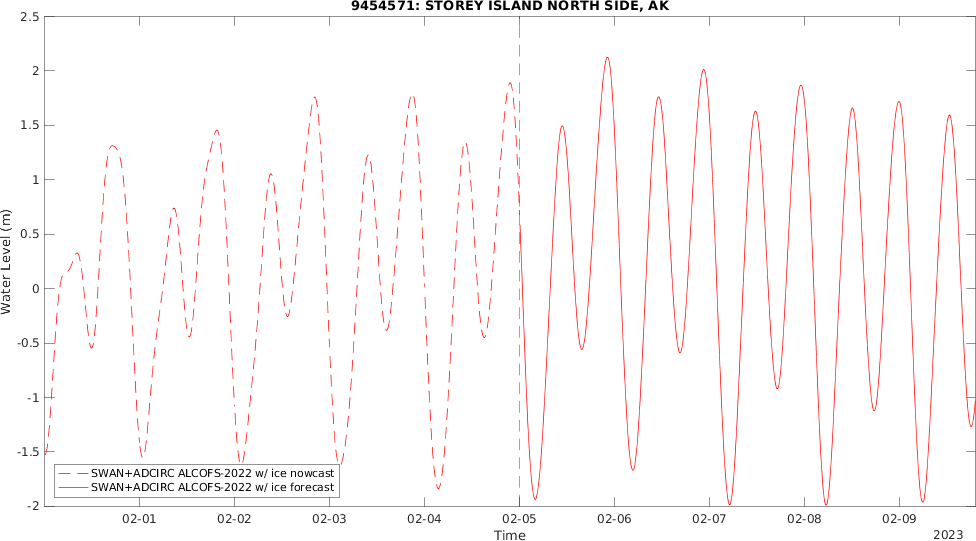 9454571: STOREY ISLAND NORTH SIDE, AK
2.5
2
1.5
1
0.5
0
-0.5
-1
-1.5
-2
Water Level (m)
SWAN+ADCIRC ALCOFS-2022 w/ ice nowcast
SWAN+ADCIRC ALCOFS-2022 w/ ice forecast
02-01 02-02 02-03 02-04 02-05 02-06 02-07 02-08 02-09
Time
2023